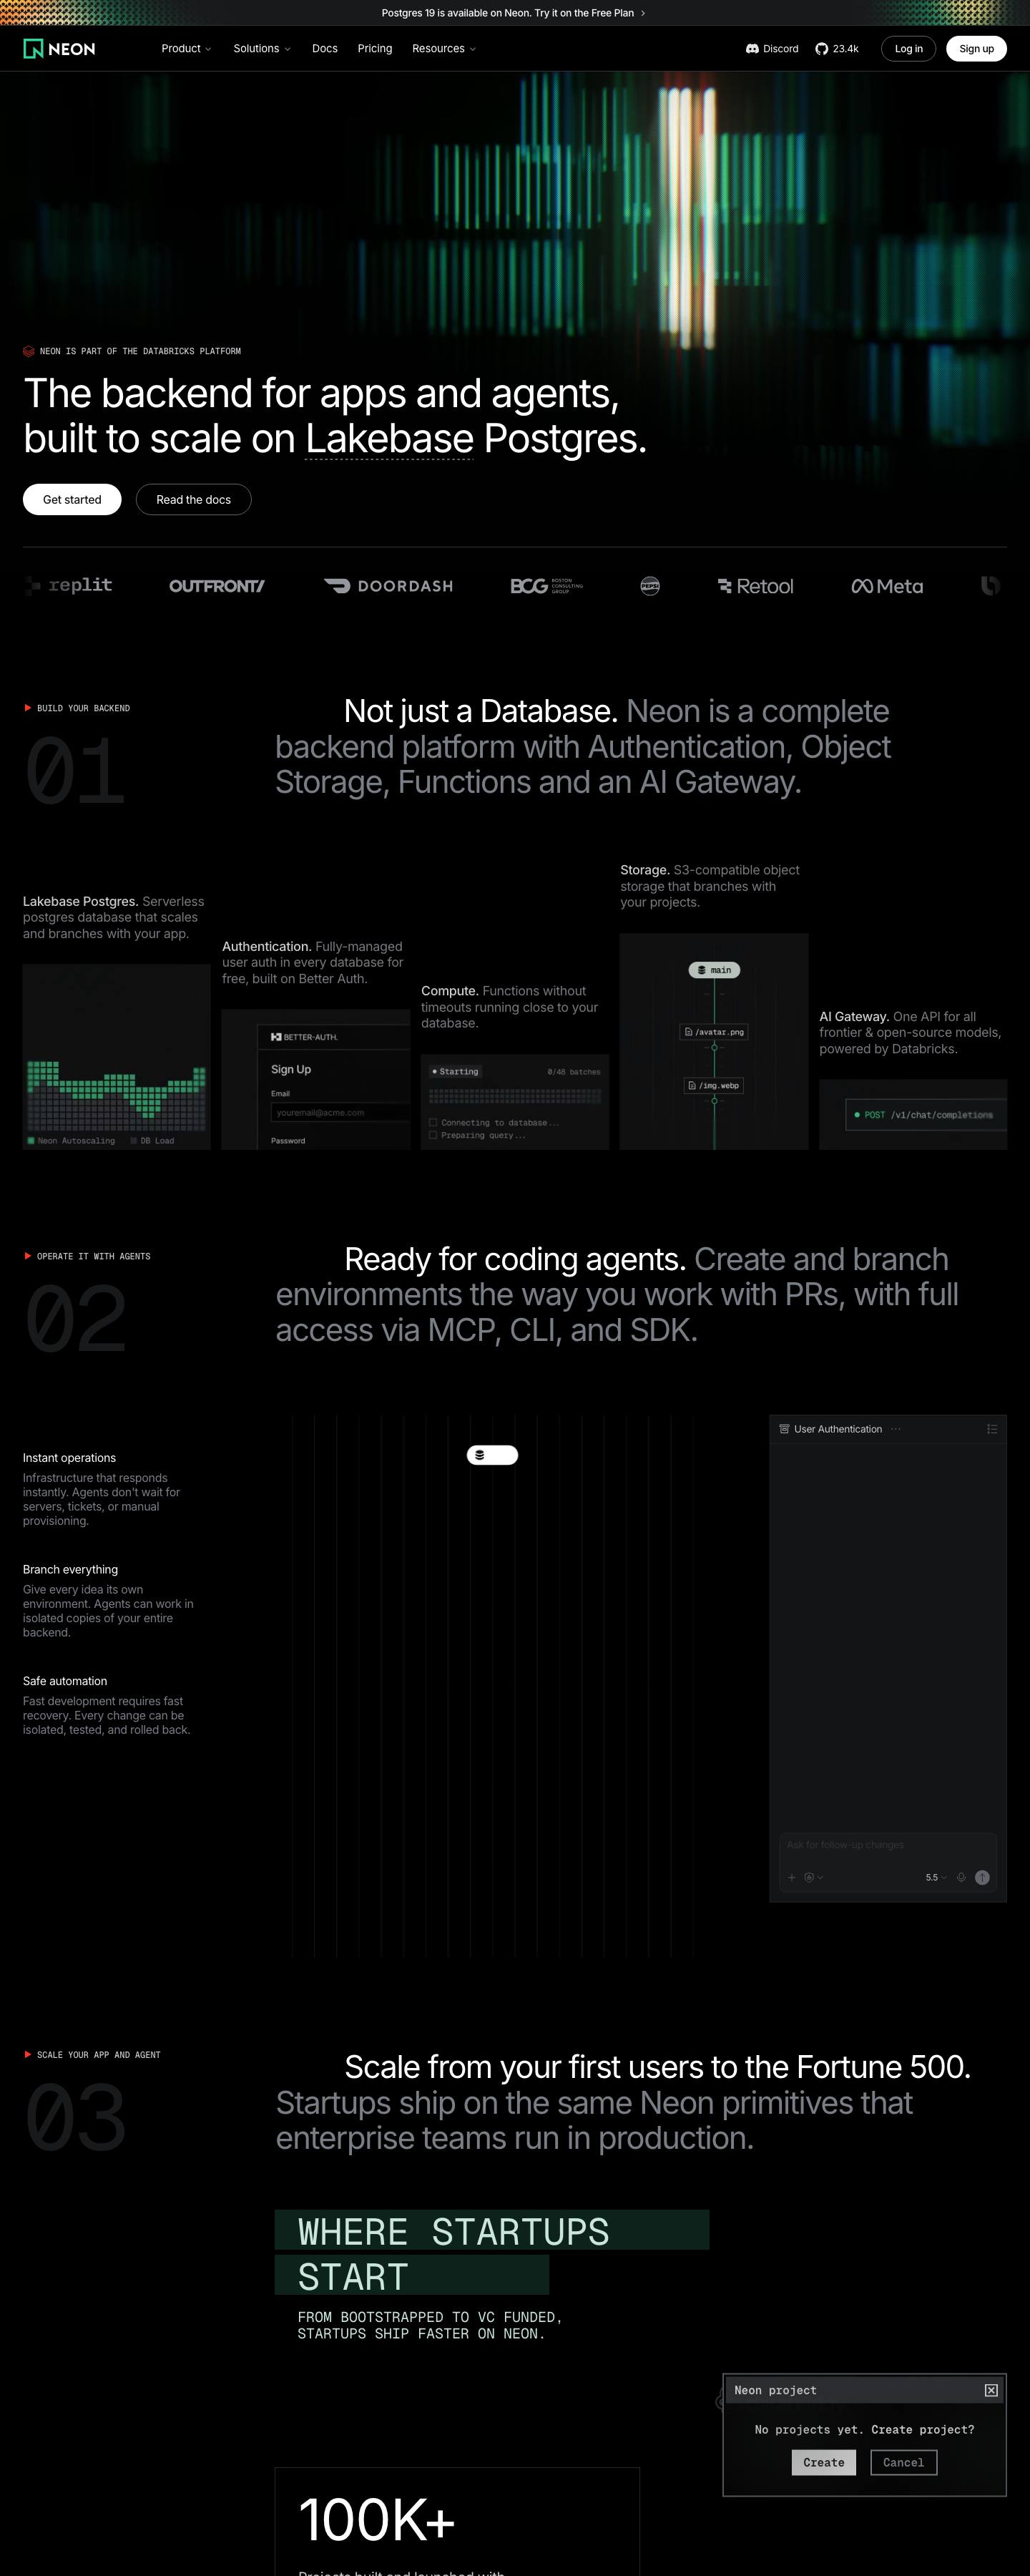 Postgres 19 is available on Neon. Try it on the Free Plan
NEON
Product
Solutions
Docs
Pricing
Resources
Discord
23.4k
Log in
Sign up
NEON IS PART OF THE DATABRICKS PLATFORM
The backend for apps and agents,
built to scale on Lakebase Postgres.
Get started
Read the docs
replit
OUTFRONT/
DOORDASH
BCG
BOSTON
CONSULTING
GROUP
PEPSI
Retool
Meta
BUILD YOUR BACKEND
01
Not just a Database. Neon is a complete
backend platform with Authentication, Object
Storage, Functions and an AI Gateway.
Lakebase Postgres. Serverless
postgres database that scales
and branches with your app.
Neon Autoscaling
DB Load
Authentication. Fully-managed
user auth in every database for
free, built on Better Auth.
BETTER-AUTH.
Sign Up
Email
youremail@acme.com
Password
Compute. Functions without
timeouts running close to your
database.
Starting
0/48 batches
Connecting to database...
Preparing query...
Storage. S3-compatible object
storage that branches with
your projects.
main
/avatar.png
/img.webp
AI Gateway. One API for all
frontier & open-source models,
powered by Databricks.
POST /v1/chat/completions
OPERATE IT WITH AGENTS
02
Ready for coding agents. Create and branch
environments the way you work with PRs, with full
access via MCP, CLI, and SDK.
Instant operations
Infrastructure that responds
instantly. Agents don't wait for
servers, tickets, or manual
provisioning.
Branch everything
Give every idea its own
environment. Agents can work in
isolated copies of your entire
backend.
Safe automation
Fast development requires fast
recovery. Every change can be
isolated, tested, and rolled back.
User Authentication
Ask for follow-up changes
5.5
SCALE YOUR APP AND AGENT
03
Scale from your first users to the Fortune 500.
Startups ship on the same Neon primitives that
enterprise teams run in production.
WHERE STARTUPS
START
FROM BOOTSTRAPPED TO VC FUNDED,
STARTUPS SHIP FASTER ON NEON.
Neon project
No projects yet. Create project?
Create
Cancel
100K+
Projects built and launched with